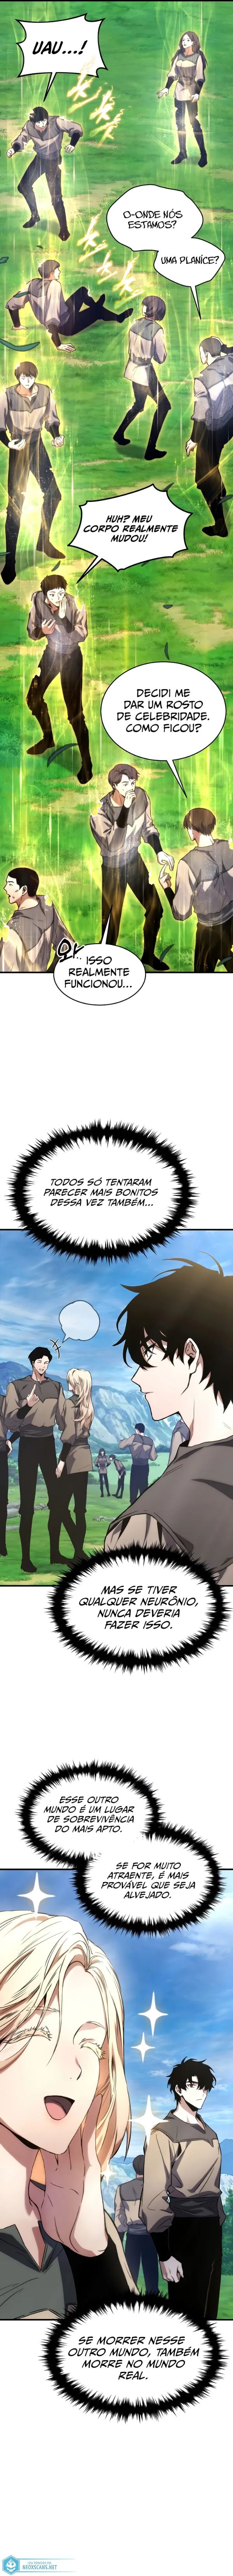 UAU...!
O-ONDE NÓS
ESTAMOS?
UMA PLANÍCE?
HUH? MEU
CORPO REALMENTE
MUDOU!
DECIDI ME
DAR UM ROSTO
DE CELEBRIDADE.
COMO FICOU?
와
ISSO
REALMENTE
FUNCIONOU...
TODOS SÓ TENTARAM
PARECER MAIS BONITOS
DESSA VEZ TAMBÉM...
MAS SE TIVER
QUALQUER NEURÔNIO,
NUNCA DEVERIA
FAZER ISSO.
ESSE OUTRO
MUNDO É UM LUGAR
DE SOBREVIVÊNCIA
DO MAIS APTO.
SE FOR MUITO
ATRAENTE, É MAIS
PROVÁVEL QUE SEJA
ALVEJADO.
SE MORRER NESSE
OUTRO MUNDO, TAMBÉM
MORRE NO MUNDO
REAL.
NEOXSCANS.NET